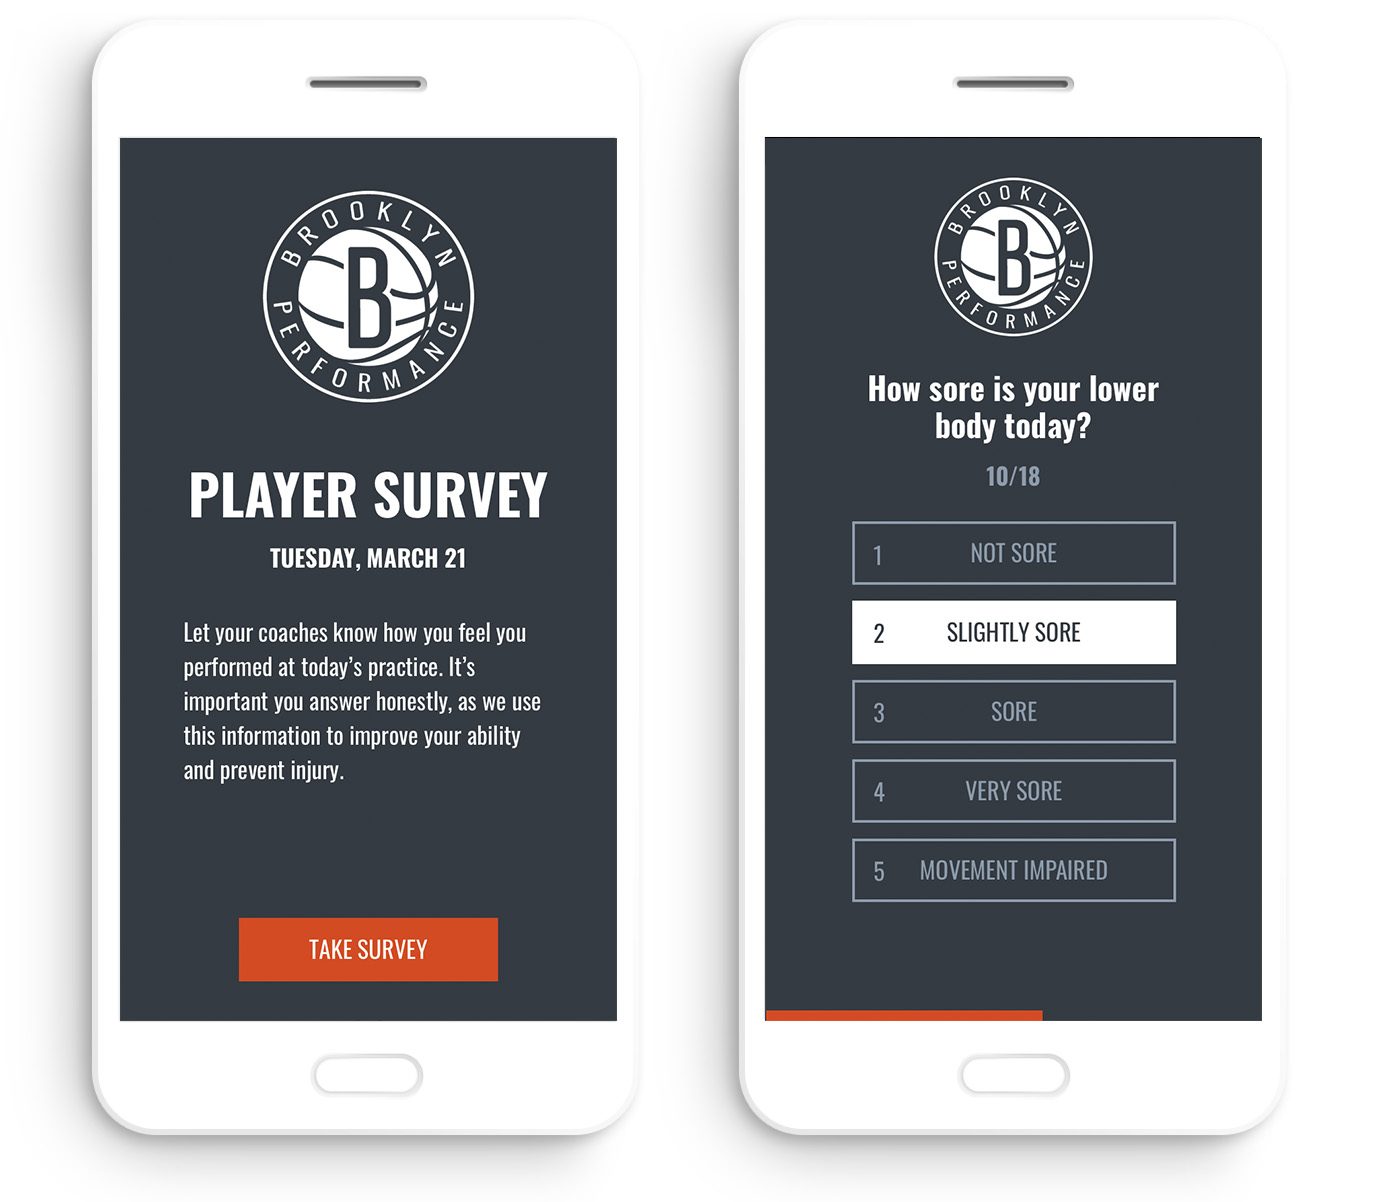 BROOKLYN
PERFORMANCE
B
PLAYER SURVEY
TUESDAY, MARCH 21
Let your coaches know how you feel you
performed at today’s practice. It’s
important you answer honestly, as we use
this information to improve your ability
and prevent injury.
TAKE SURVEY
BROOKLYN
PERFORMANCE
B
How sore is your lower
body today?
10/18
1 NOT SORE
2 SLIGHTLY SORE
3 SORE
4 VERY SORE
5 MOVEMENT IMPAIRED